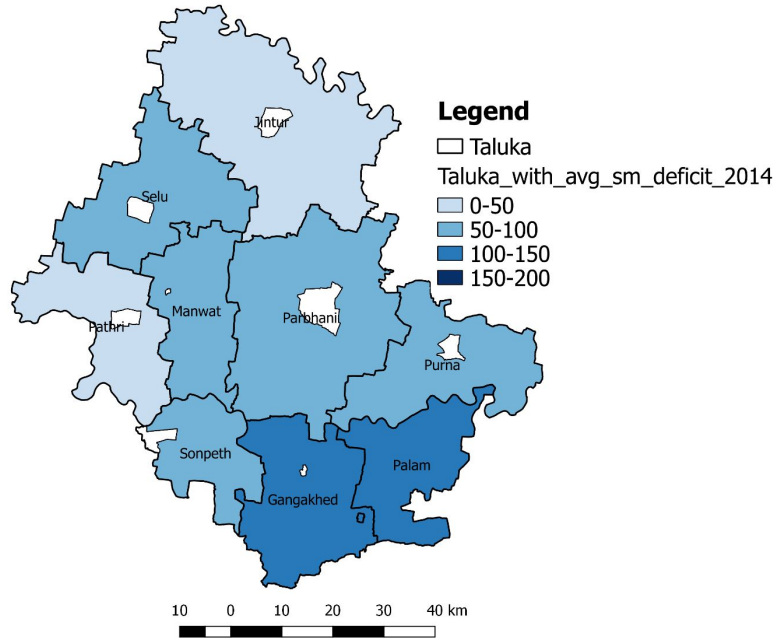 Legend
Taluka
Taluka_with_avg_sm_deficit_2014
0-50
50-100
100-150
150-200
Jintur
Selu
Pathri
Manwat
Parbhanil
Purna
Sonpeth
Gangakhed
Palam
10 0 10 20 30 40 km